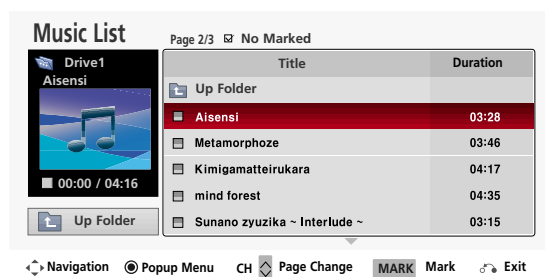 Music List
Page 2/3 No Marked
Drive1
Aisensi
00:00 / 04:16
Up Folder
Title Duration
Up Folder
Aisensi 03:28
Metamorphoze 03:46
Kimigamatteirukara 04:17
mind forest 04:35
Sunano zyuzika ~ Interlude ~ 03:15
Navigation Popup Menu CH Page Change MARK Mark Exit